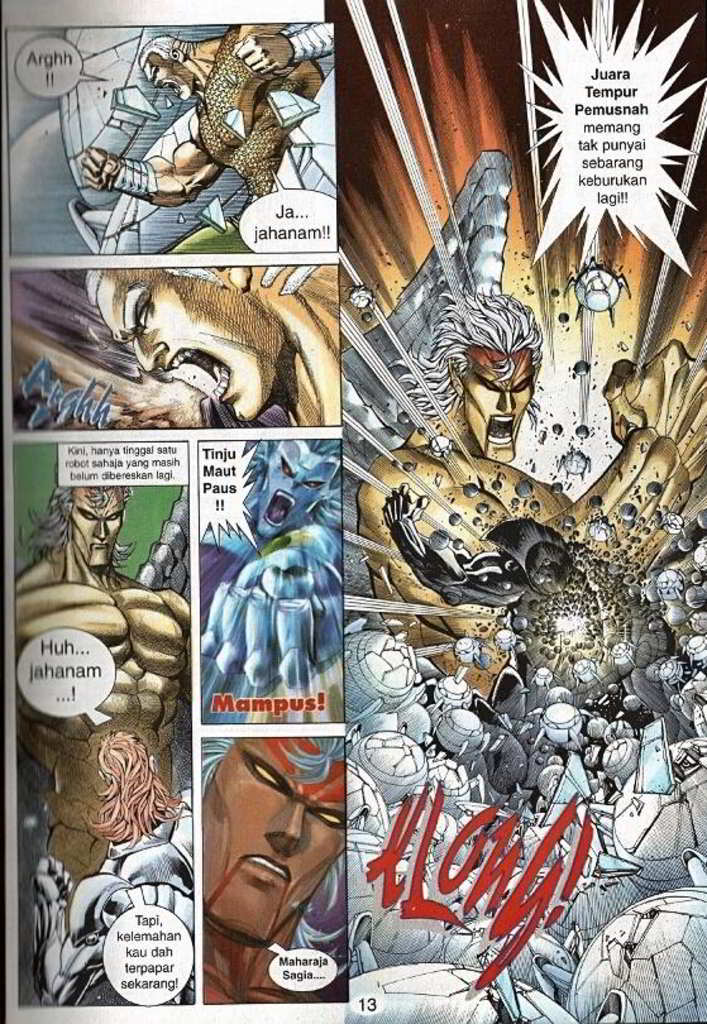 Arghh
!!
Ja...
jahanam!!
Arghh
Kini, hanya tinggal satu
robot sahaja yang masih
belum dibereskan lagi.
Huh...
jahanam
...!
Tapi,
kelemahan
kau dah
terpapar
sekarang!
Tinju
Maut
Paus
!!
Mampus!
Maharaja
Sagia....
Juara
Tempur
Pemusnah
memang
tak punyai
sebarang
keburukan
lagi!!
KLONG!
13